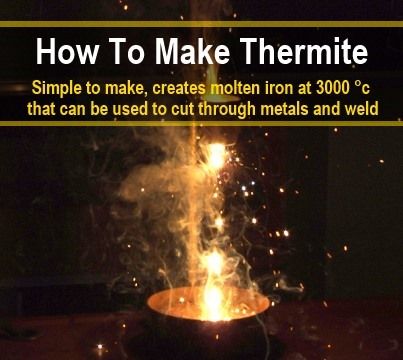 How To Make Thermite
Simple to make, creates molten iron at 3000 °c
that can be used to cut through metals and weld